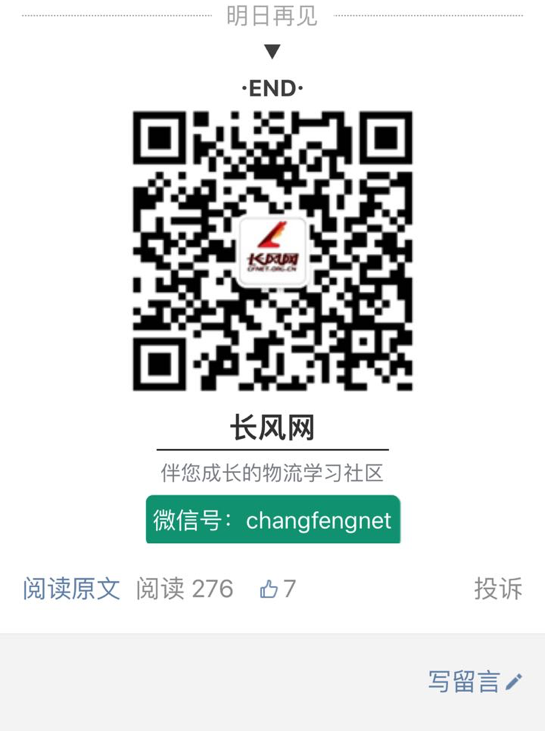 明日再见
·END·
长风网
CFNET.ORG.CN
长风网
伴您成长的物流学习社区
微信号：changfengnet
阅读原文 阅读 276 7 投诉
写留言